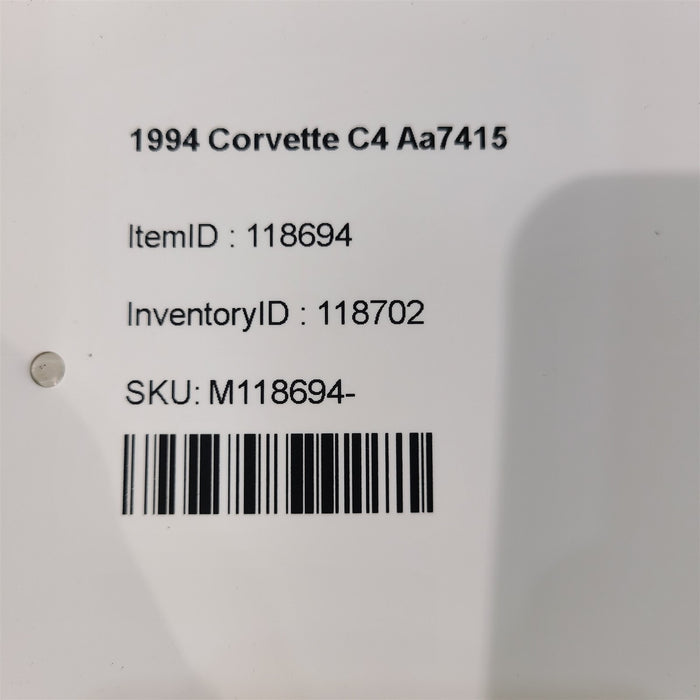 1994 Corvette C4 Aa7415
ItemID : 118694
InventoryID : 118702
SKU: M118694-